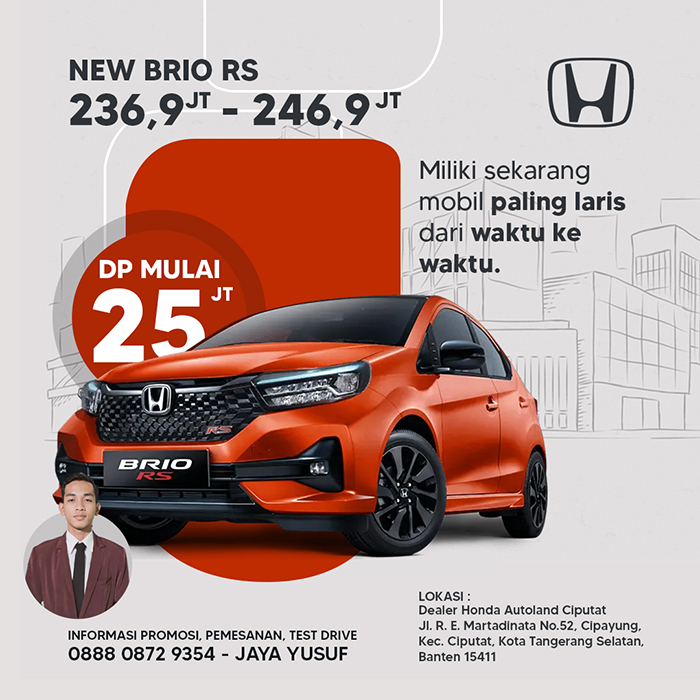 NEW BRIO RS
236,9JT - 246,9JT
Miliki sekarang
mobil paling laris
dari waktu ke
waktu.
DP MULAI
25 JT
RS
BRIO
RS
INFORMASI PROMOSI, PEMESANAN, TEST DRIVE
0888 0872 9354 - JAYA YUSUF
LOKASI :
Dealer Honda Autoland Ciputat
Jl. R. E. Martadinata No.52, Cipayung,
Kec. Ciputat, Kota Tangerang Selatan,
Banten 15411